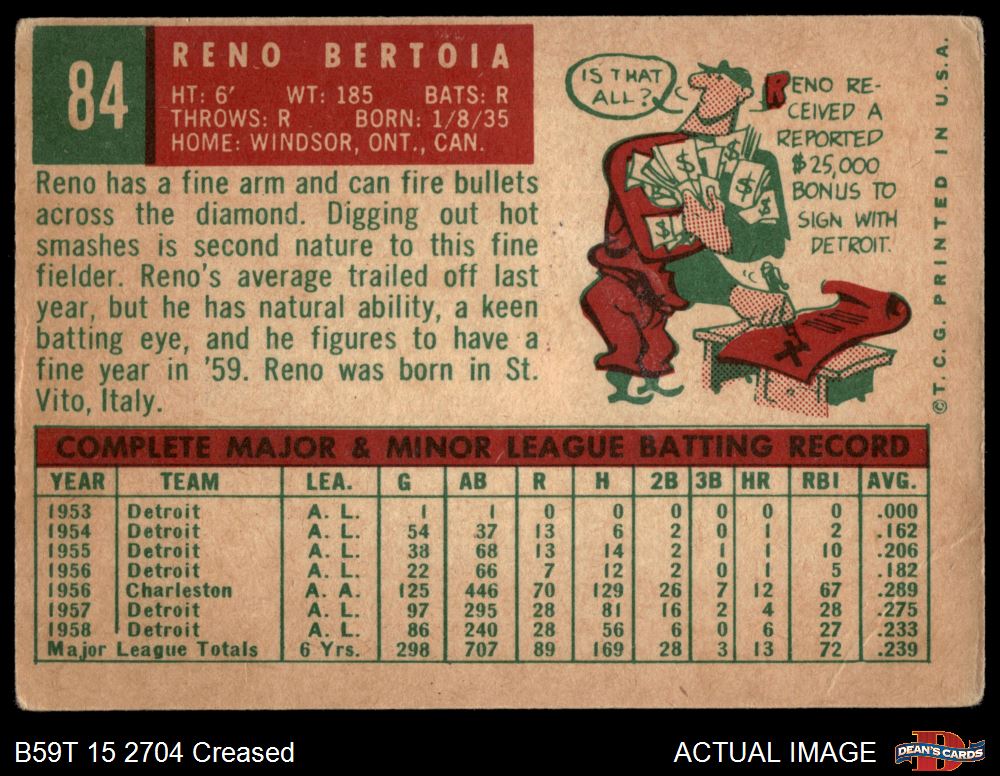 84
RENO BERTOIA
HT: 6' WT: 185 BATS: R
THROWS: R BORN: 1/8/35
HOME: WINDSOR, ONT., CAN.
Reno has a fine arm and can fire bullets
across the diamond. Digging out hot
smashes is second nature to this fine
fielder. Reno's average trailed off last
year, but he has natural ability, a keen
batting eye, and he figures to have a
fine year in '59. Reno was born in St.
Vito, Italy.
IS THAT
ALL?
RENO RE-
CEIVED A
REPORTED
$25,000
BONUS TO
SIGN WITH
DETROIT.
© T. C. G. PRINTED IN U.S.A.
COMPLETE MAJOR & MINOR LEAGUE BATTING RECORD
YEAR TEAM LEA. G AB R H 2B 3B HR RBI AVG.
1953 Detroit A. L. 1 1 0 0 0 0 0 0 .000
1954 Detroit A. L. 54 37 13 6 2 0 1 2 .162
1955 Detroit A. L. 38 68 13 14 2 1 1 10 .206
1956 Detroit A. L. 22 66 7 12 2 0 1 5 .182
1956 Charleston A. A. 125 446 70 129 26 7 12 67 .289
1957 Detroit A. L. 97 295 28 81 16 2 4 28 .275
1958 Detroit A. L. 86 240 28 56 6 0 6 27 .233
Major League Totals 6 Yrs. 298 707 89 169 28 3 13 72 .239
B59T 15 2704 Creased
ACTUAL IMAGE
DEAN'S CARDS